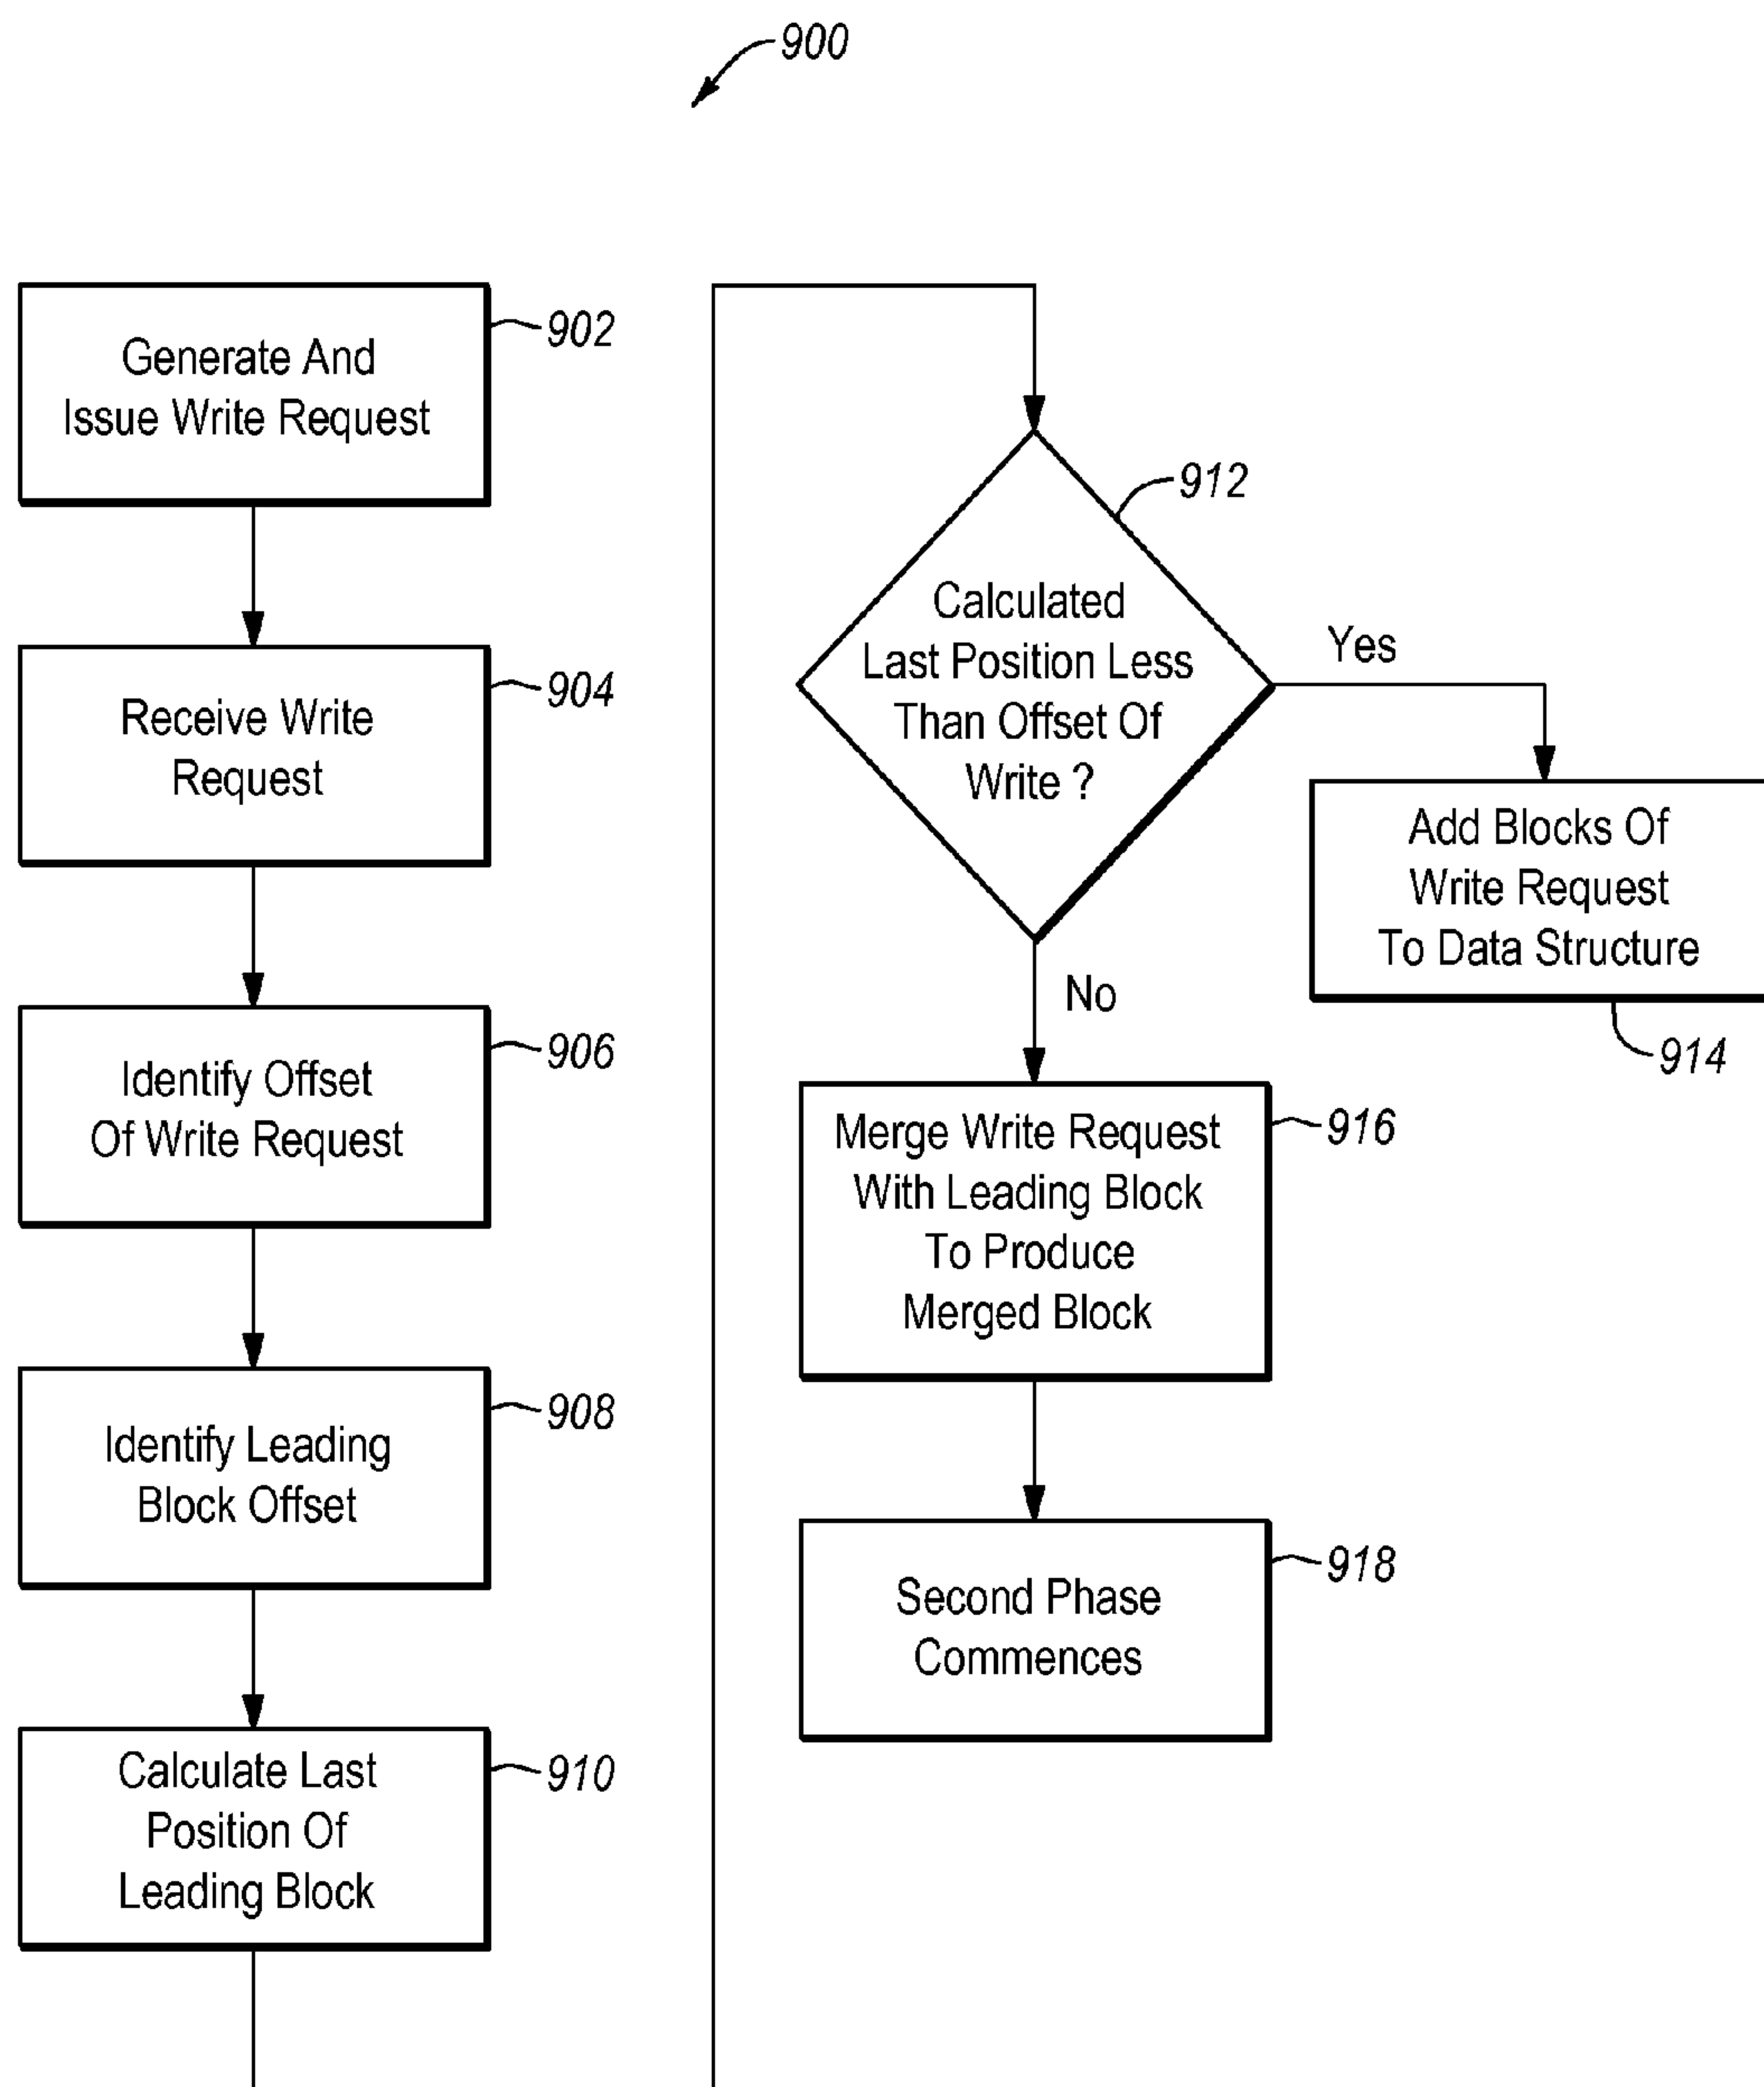 900
Generate And
Issue Write Request
902
Receive Write
Request
904
Identify Offset
Of Write Request
906
Identify Leading
Block Offset
908
Calculate Last
Position Of
Leading Block
910
912
Calculated
Last Position Less
Than Offset Of
Write ?
Yes
Add Blocks Of
Write Request
To Data Structure
914
No
Merge Write Request
With Leading Block
To Produce
Merged Block
916
Second Phase
Commences
918